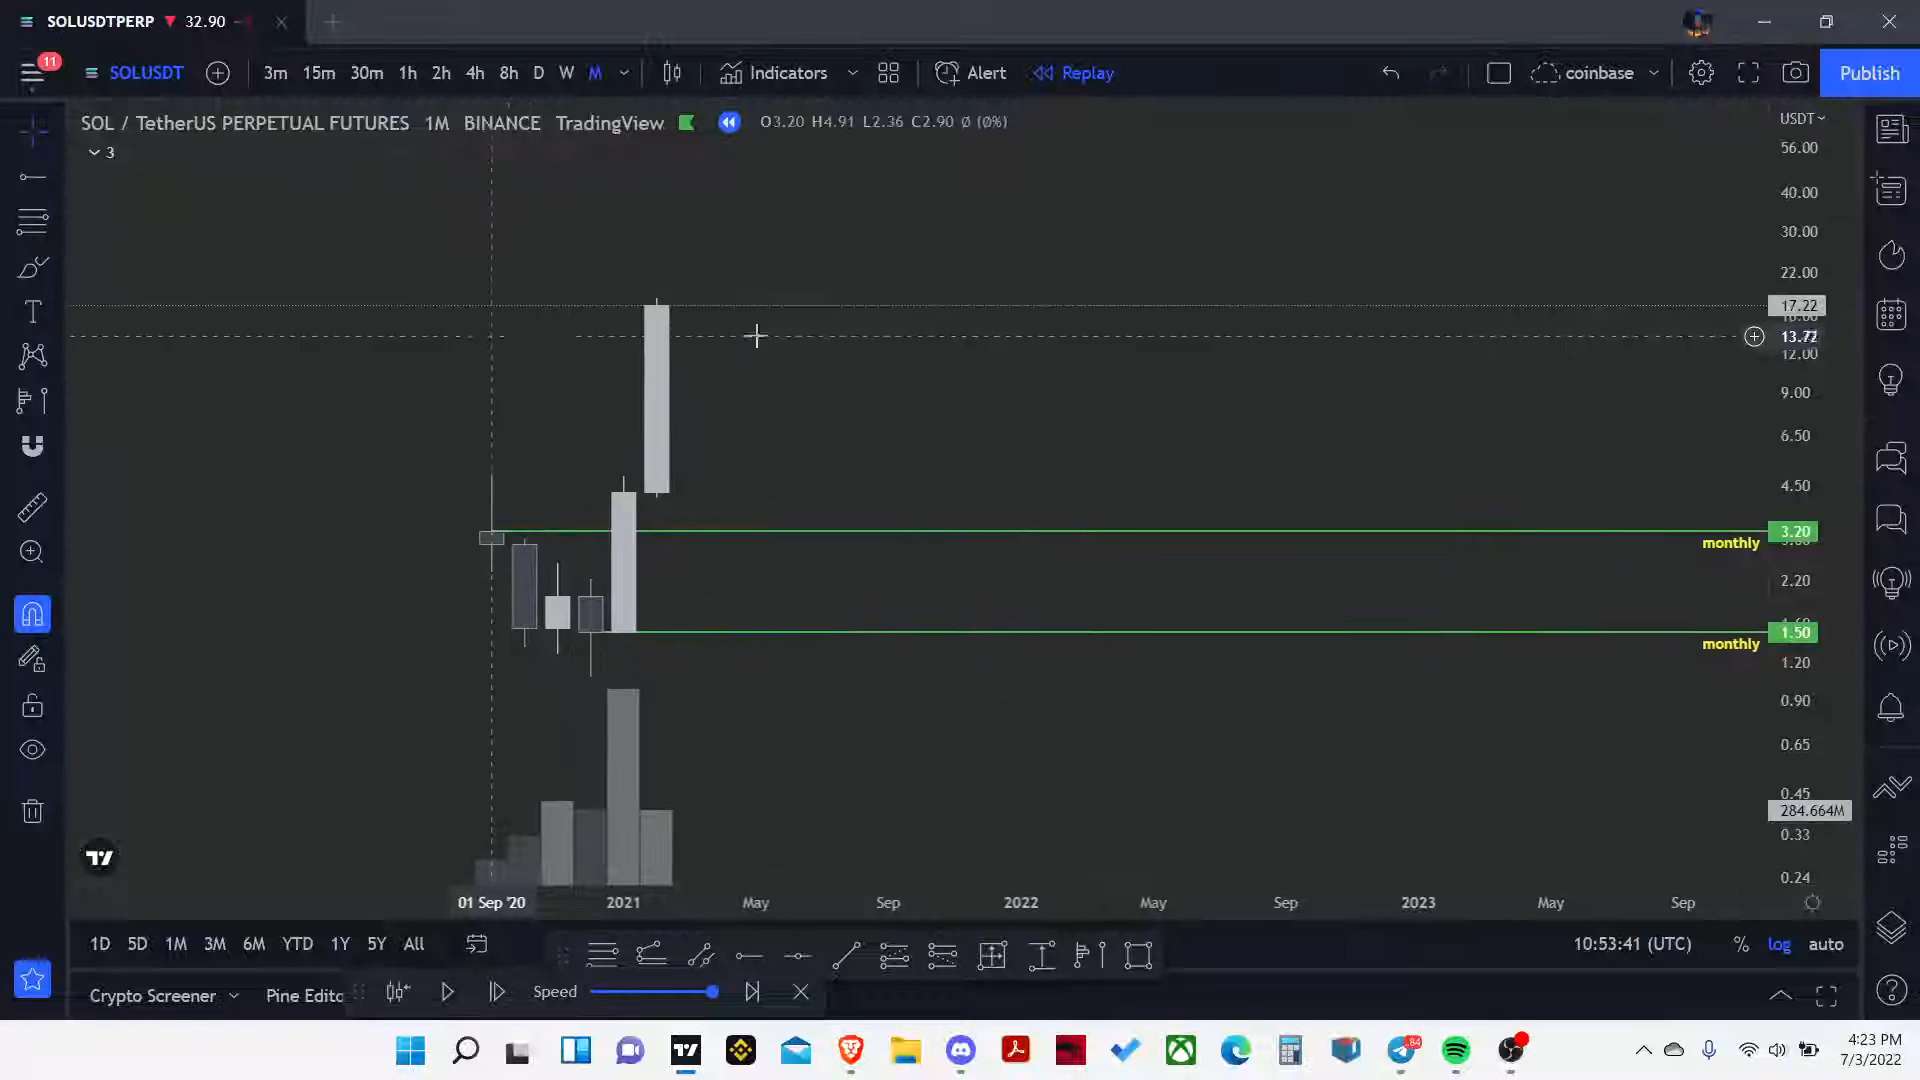 SOLUSDTPERP ▼ 32.90
11
SOLUSDT 3m 15m 30m 1h 2h 4h 8h D W M Indicators Alert Replay coinbase Publish
SOL / TetherUS PERPETUAL FUTURES 1M BINANCE TradingView O3.20 H4.91 L2.36 C2.90 Ø (0%)
3
USDT
56.00
40.00
30.00
22.00
17.22
13.72
12.00
9.00
6.50
4.50
3.20
monthly
2.20
1.50
monthly
1.20
0.90
0.65
0.45
284.664M
0.33
0.24
01 Sep '20 2021 May Sep 2022 May Sep 2023 May Sep
1D 5D 1M 3M 6M YTD 1Y 5Y All
10:53:41 (UTC) % log auto
Crypto Screener Pine Edito Speed
84
4:23 PM
7/3/2022